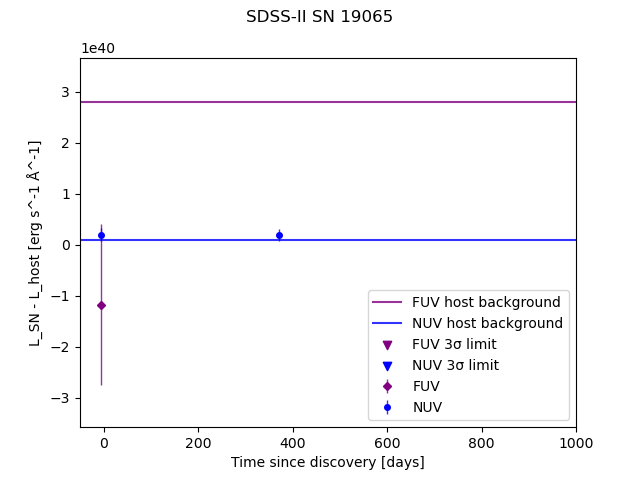 SDSS-II SN 19065
1e40
L_SN - L_host [erg s^-1 Å^-1]
3
2
1
0
−1
−2
−3
FUV host background
NUV host background
FUV 3σ limit
NUV 3σ limit
FUV
NUV
0 200 400 600 800 1000
Time since discovery [days]